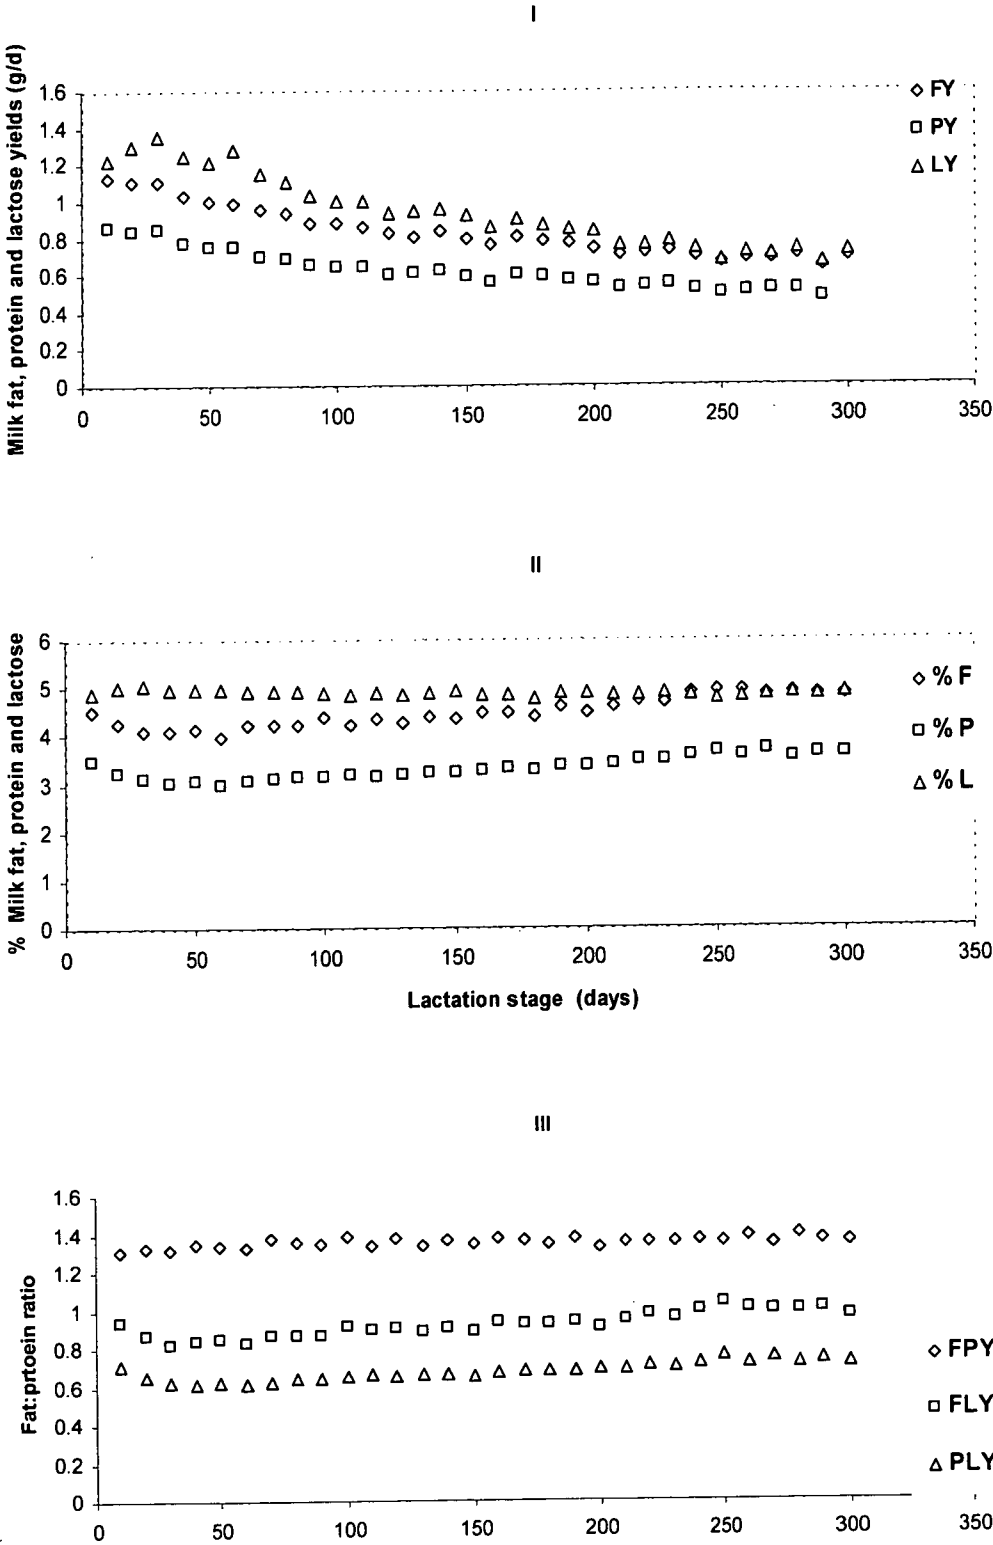 I
Milk fat, protein and lactose yields (g/d)
1.6
1.4
1.2
1
0.8
0.6
0.4
0.2
0
0 50 100 150 200 250 300 350
FY
PY
LY
II
% Milk fat, protein and lactose
6
5
4
3
2
1
0
0 50 100 150 200 250 300 350
Lactation stage (days)
% F
% P
% L
III
Fat:prtoein ratio
1.6
1.4
1.2
1
0.8
0.6
0.4
0.2
0
0 50 100 150 200 250 300 350
FPY
FLY
PLY